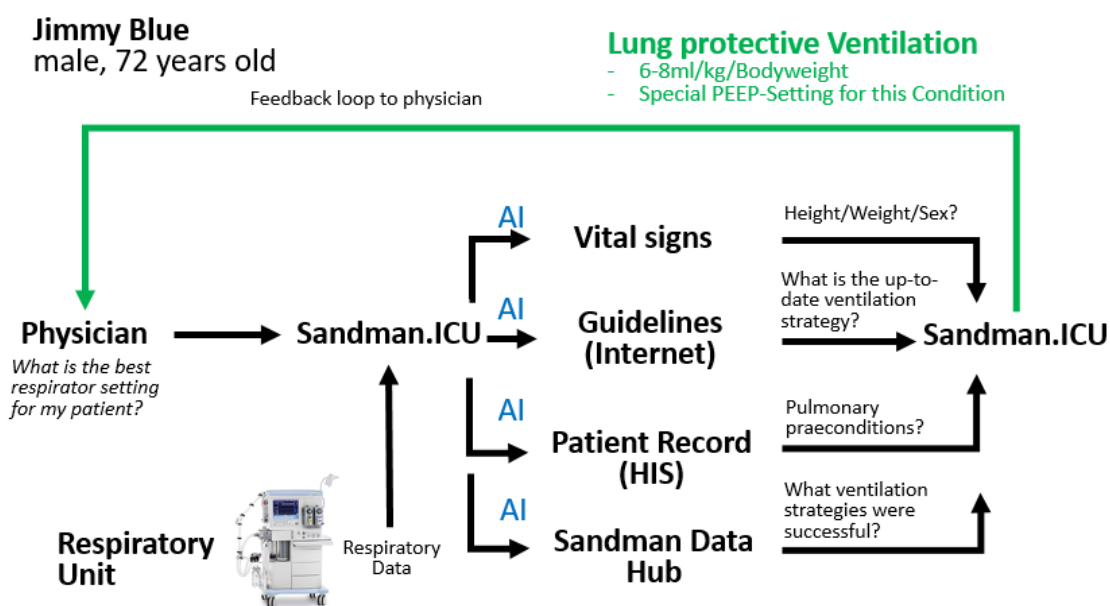 Jimmy Blue
male, 72 years old
Lung protective Ventilation
- 6-8ml/kg/Bodyweight
- Special PEEP-Setting for this Condition
Feedback loop to physician
AI
Vital signs
Height/Weight/Sex?
Physician
What is the best
respirator setting
for my patient?
Sandman.ICU
AI
Guidelines
(Internet)
What is the up-to-
date ventilation
strategy?
Sandman.ICU
AI
Patient Record
(HIS)
Pulmonary
praeconditions?
AI
Sandman Data
Hub
What ventilation
strategies were
successful?
Respiratory
Unit
Respiratory
Data